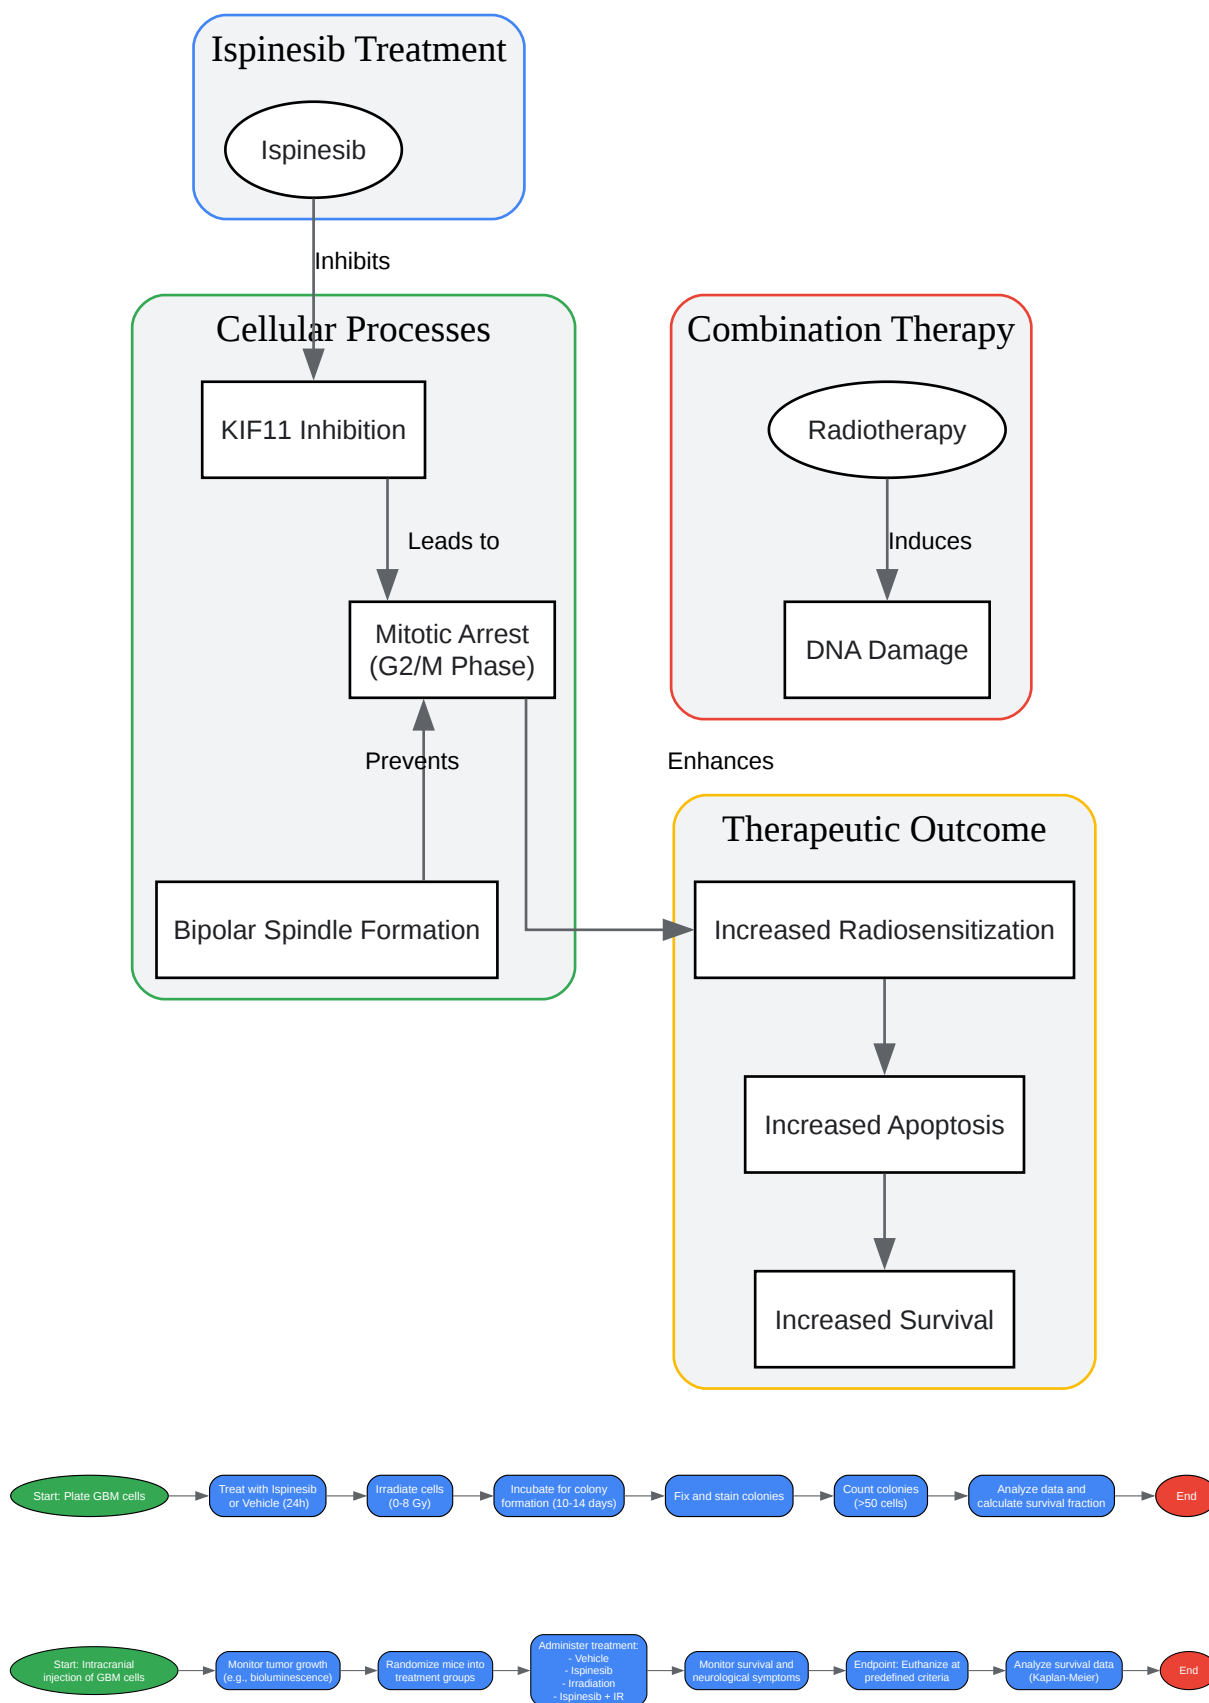 Ispinesib Treatment
Ispinesib
Inhibits
Cellular Processes
KIF11 Inhibition
Leads to
Mitotic Arrest
(G2/M Phase)
Prevents
Bipolar Spindle Formation
Combination Therapy
Radiotherapy
Induces
DNA Damage
Enhances
Therapeutic Outcome
Increased Radiosensitization
Increased Apoptosis
Increased Survival
Start: Plate GBM cells
Treat with Ispinesib
or Vehicle (24h)
Irradiate cells
(0-8 Gy)
Incubate for colony
formation (10-14 days)
Fix and stain colonies
Count colonies
(>50 cells)
Analyze data and
calculate survival fraction
End
Start: Intracranial
injection of GBM cells
Monitor tumor growth
(e.g., bioluminescence)
Randomize mice into
treatment groups
Administer treatment:
- Vehicle
- Ispinesib
- Irradiation
- Ispinesib + IR
Monitor survival and
neurological symptoms
Endpoint: Euthanize at
predefined criteria
Analyze survival data
(Kaplan-Meier)
End